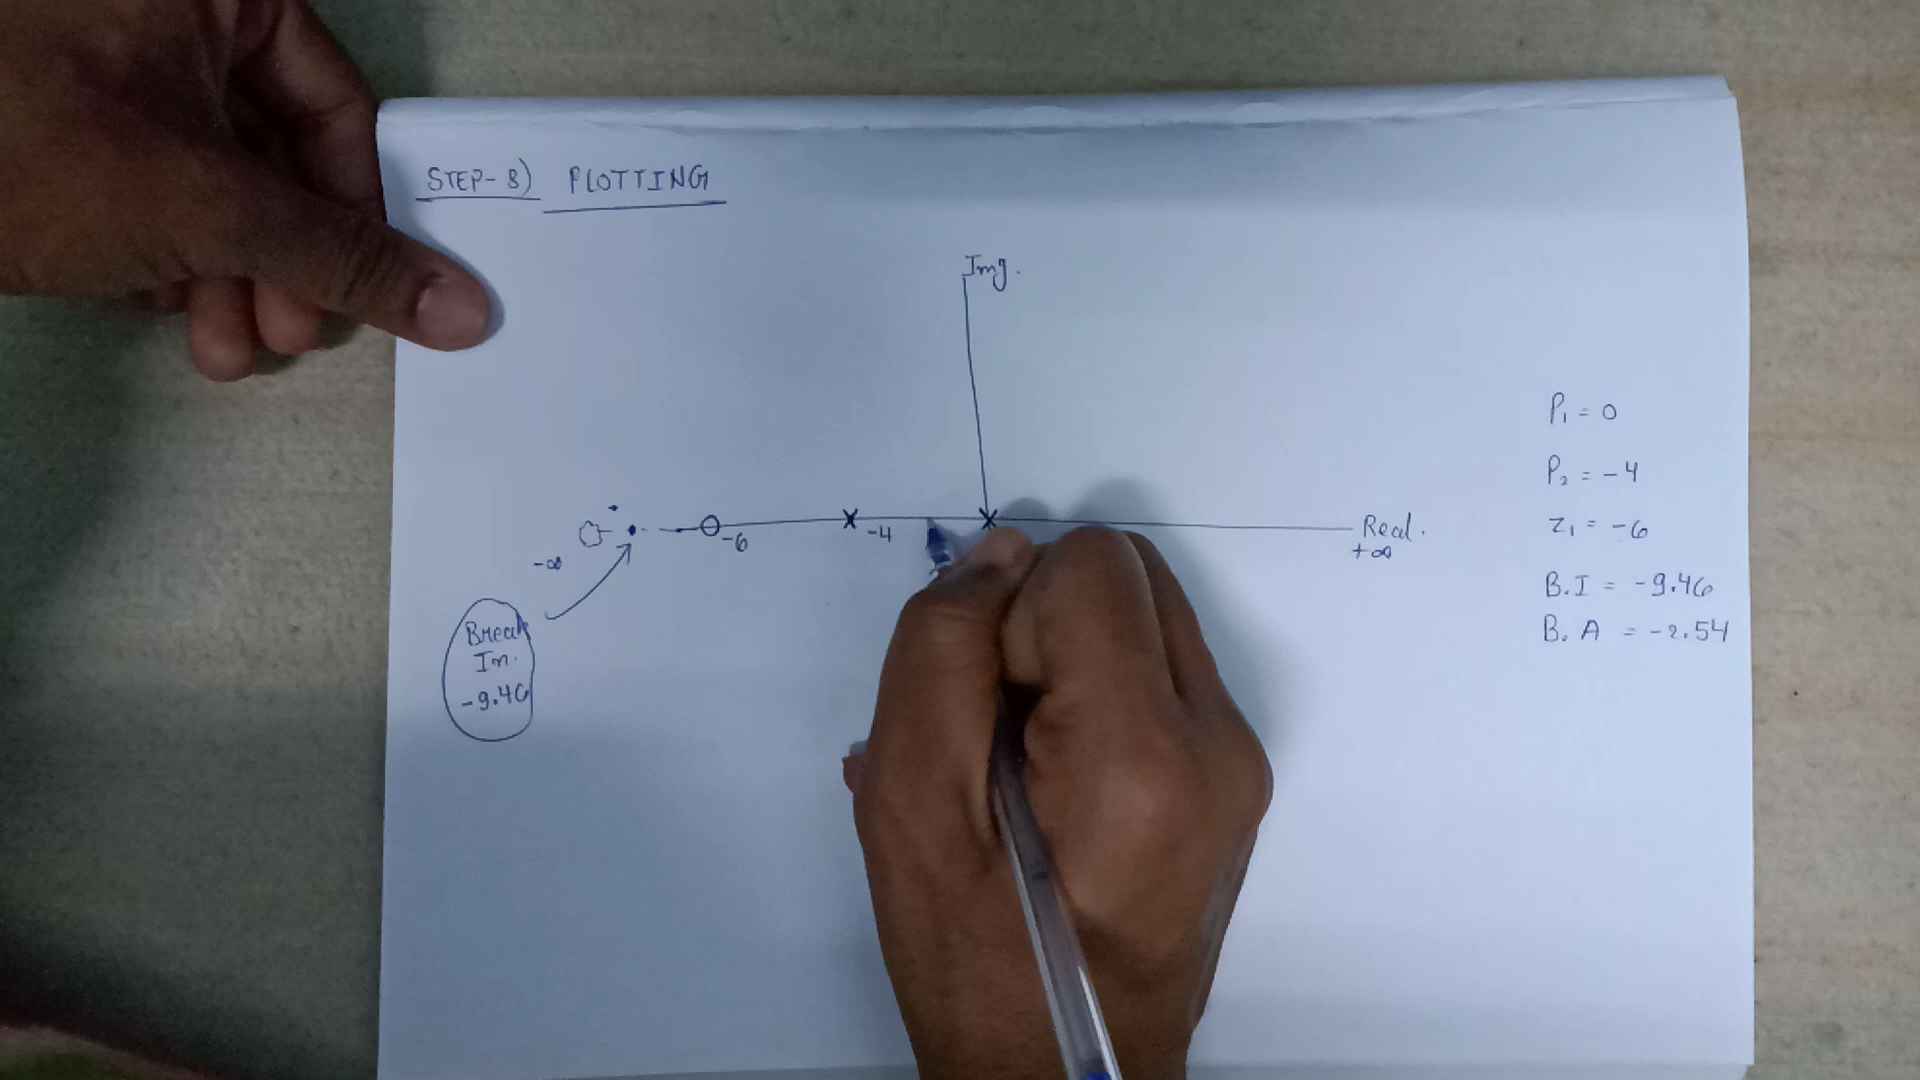 STEP-8) PLOTTING
Img.
P₁ = 0
P₂ = -4
Z₁ = -6
B.I = -9.46
B.A = -2.54
-6
-4
Real.
-∞
+∞
Break
In.
-9.46